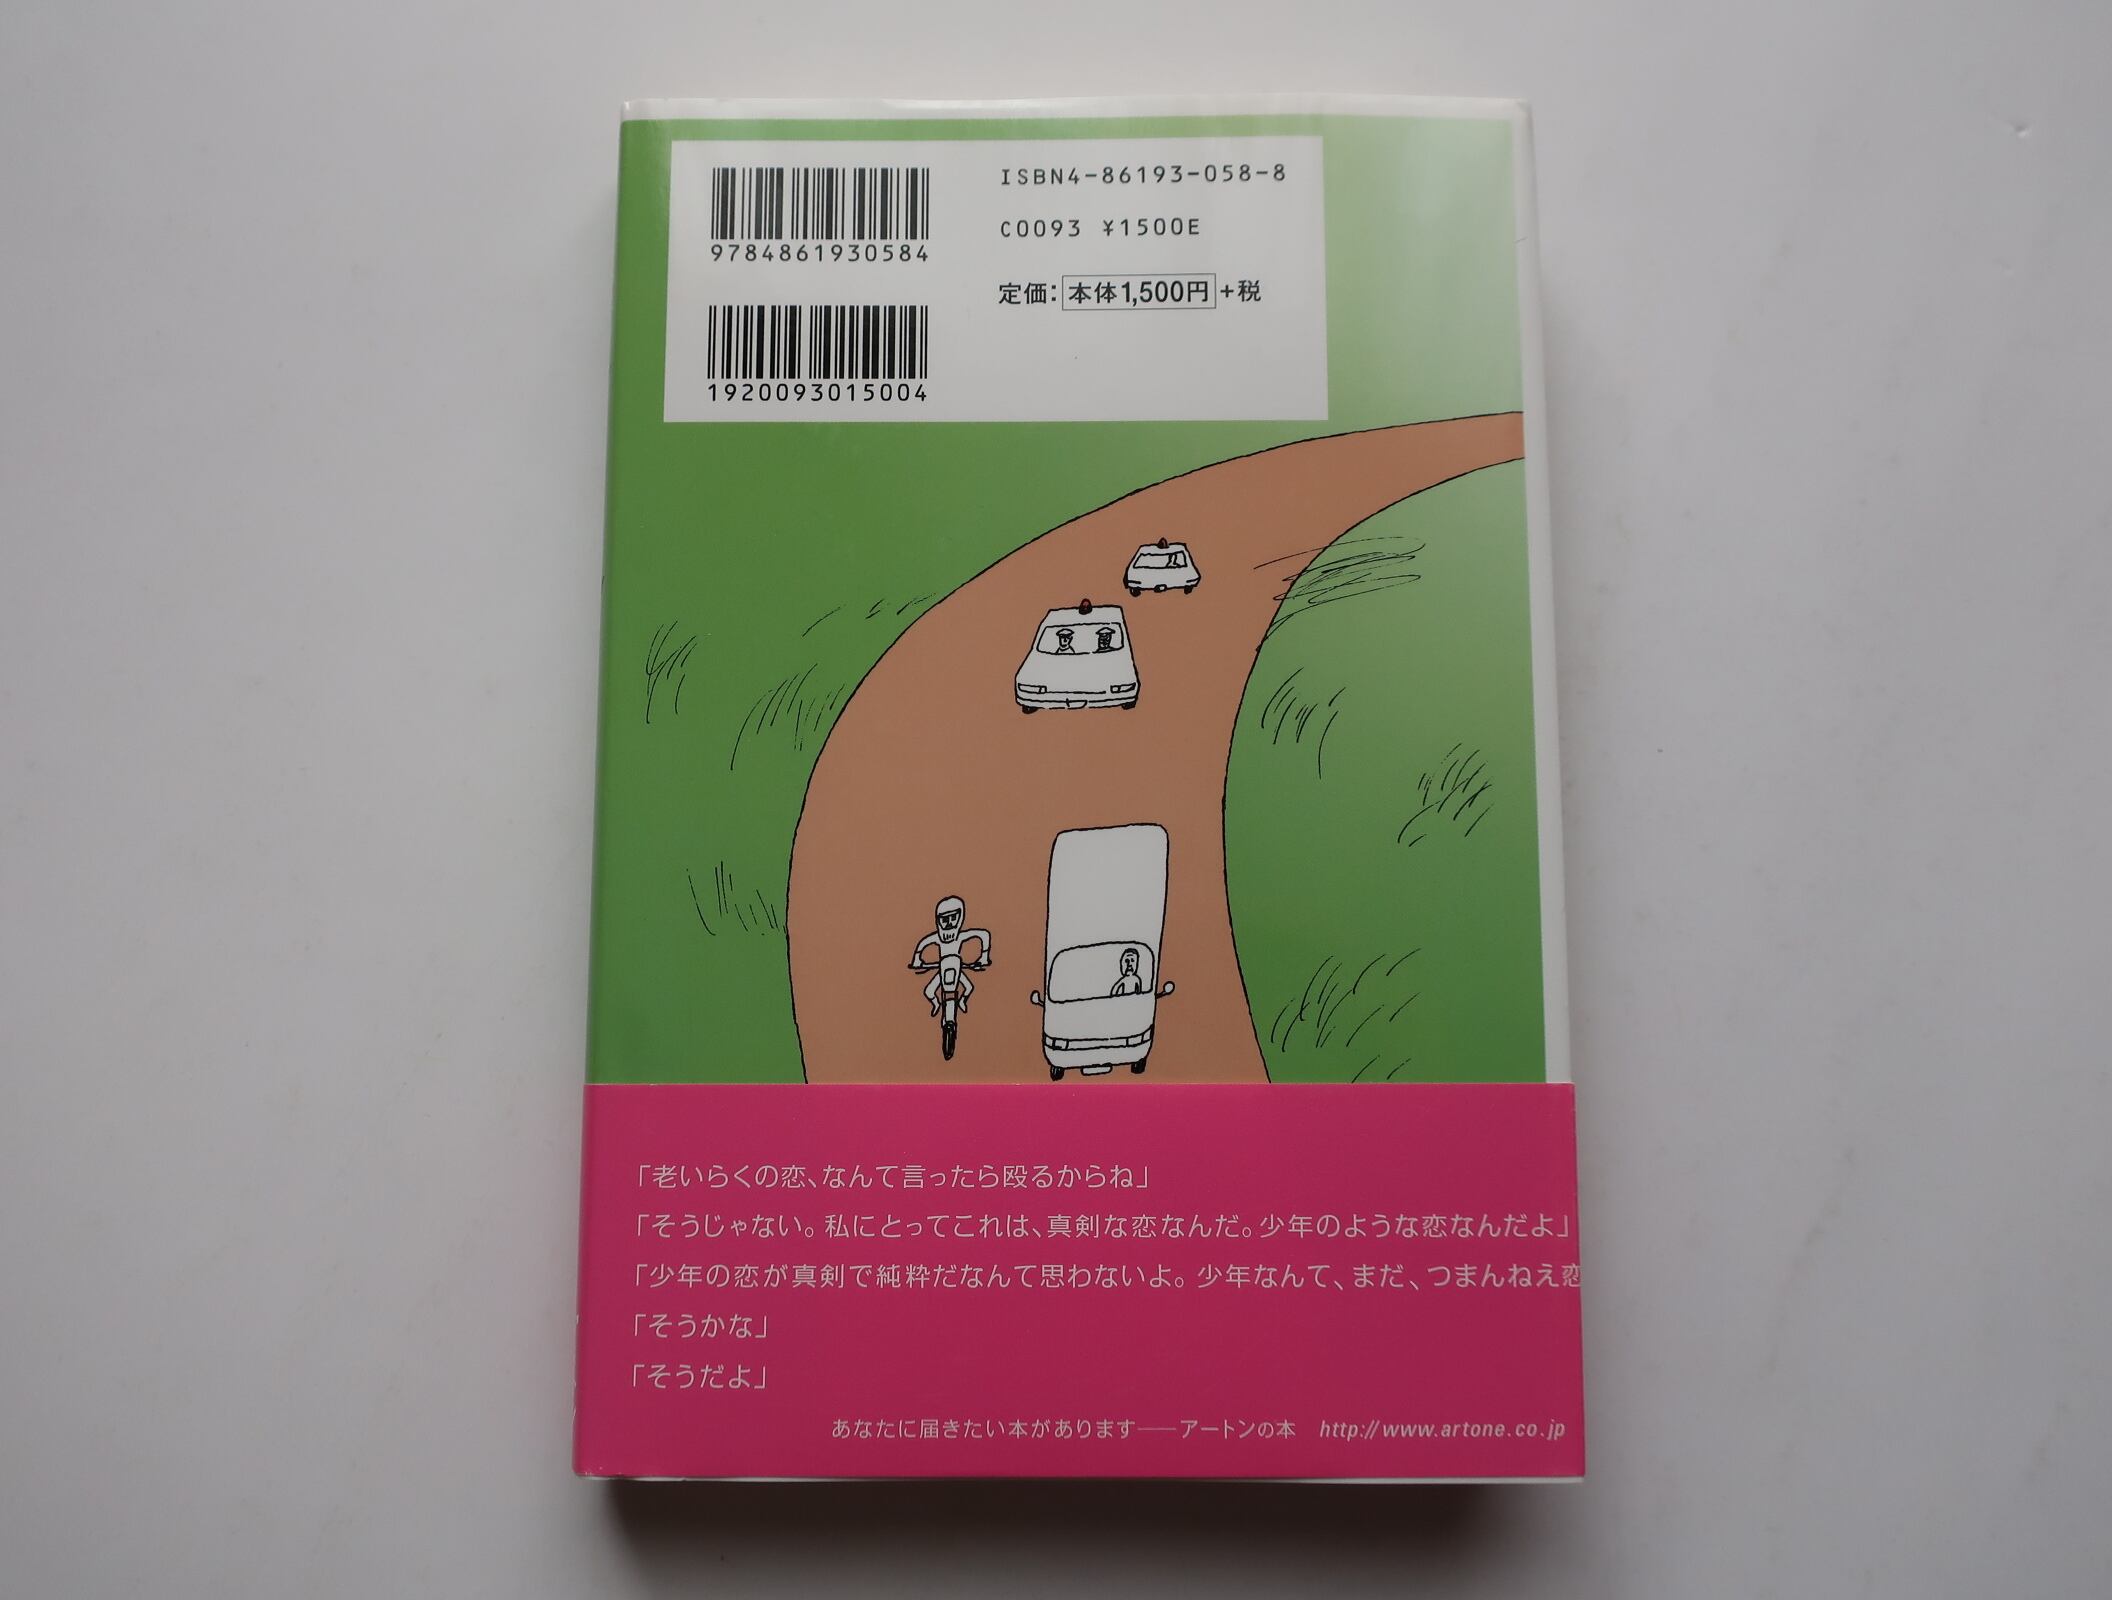 9784861930584
ISBN4-86193-058-8
C0093 ¥1500E
定価：本体1,500円+税
1920093015004
「老いらくの恋、なんて言ったら殴るからね」
「そうじゃない。私にとってこれは、真剣な恋なんだ。少年のような恋なんだよ」
「少年の恋が真剣で純粋だなんて思わないよ。少年なんて、まだ、つまんねえ恋
「そうかな」
「そうだよ」
あなたに届きたい本があります──アートンの本 http://www.artone.co.jp